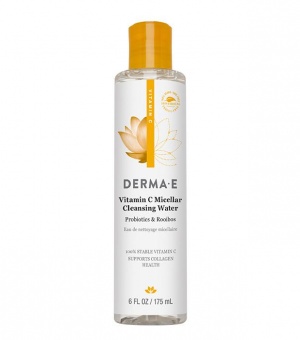 VITAMIN C
DERMA·E
Vitamin C Micellar
Cleansing Water
Probiotics & Rooibos
Eau de nettoyage micellaire
100% STABLE VITAMIN C
SUPPORTS COLLAGEN
HEALTH
6 FL OZ / 175 mL